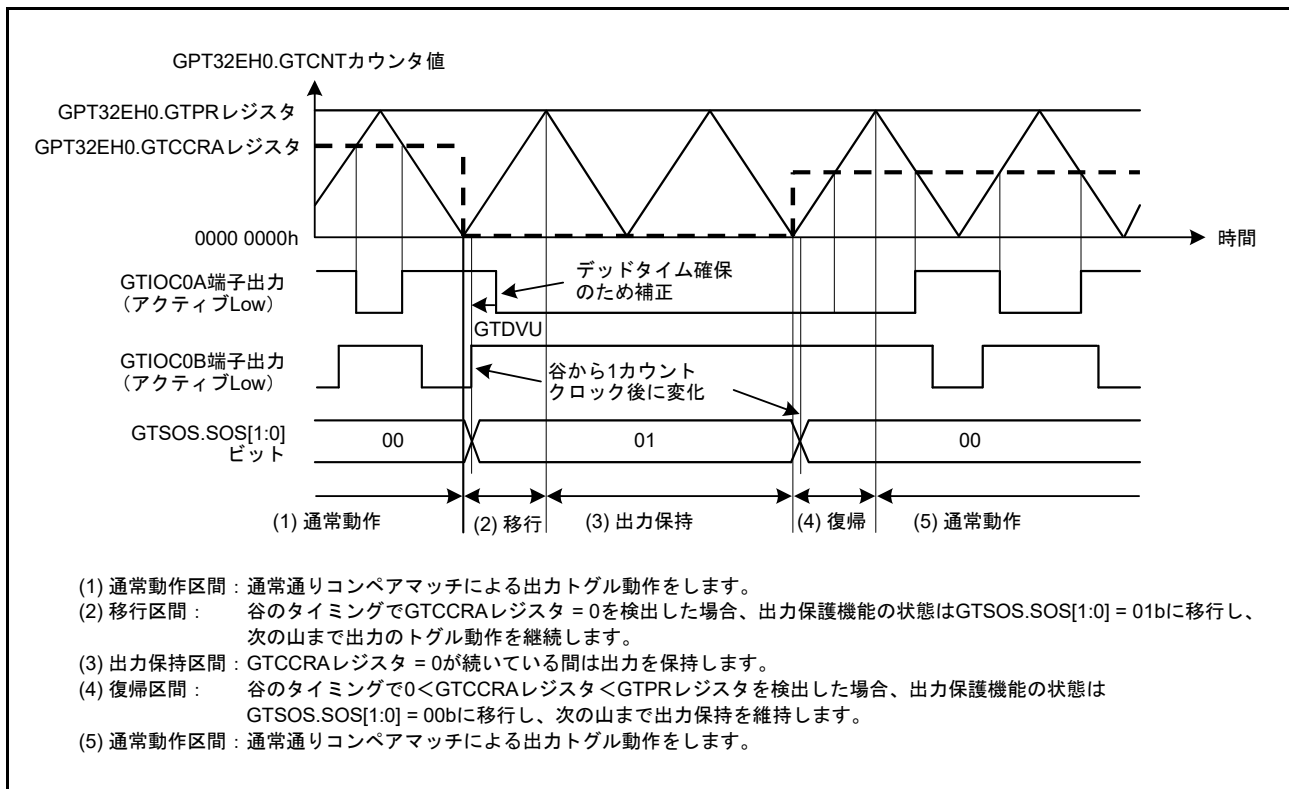 GPT32EH0.GTCNTカウンタ値
GPT32EH0.GTPRレジスタ
GPT32EH0.GTCCRAレジスタ
0000 0000h
時間
GTIOC0A端子出力
（アクティブLow）
デッドタイム確保
のため補正
GTDVU
GTIOC0B端子出力
（アクティブLow）
谷から1カウント
クロック後に変化
GTSOS.SOS[1:0]
ビット
00
01
00
(1) 通常動作
(2) 移行
(3) 出力保持
(4) 復帰
(5) 通常動作
(1) 通常動作区間：通常通りコンペアマッチによる出力トグル動作をします。
(2) 移行区間： 谷のタイミングでGTCCRAレジスタ = 0を検出した場合、出力保護機能の状態はGTSOS.SOS[1:0] = 01bに移行し、
次の山まで出力のトグル動作を継続します。
(3) 出力保持区間：GTCCRAレジスタ = 0が続いている間は出力を保持します。
(4) 復帰区間： 谷のタイミングで0＜GTCCRAレジスタ＜GTPRレジスタを検出した場合、出力保護機能の状態は
GTSOS.SOS[1:0] = 00bに移行し、次の山まで出力保持を維持します。
(5) 通常動作区間：通常通りコンペアマッチによる出力トグル動作をします。